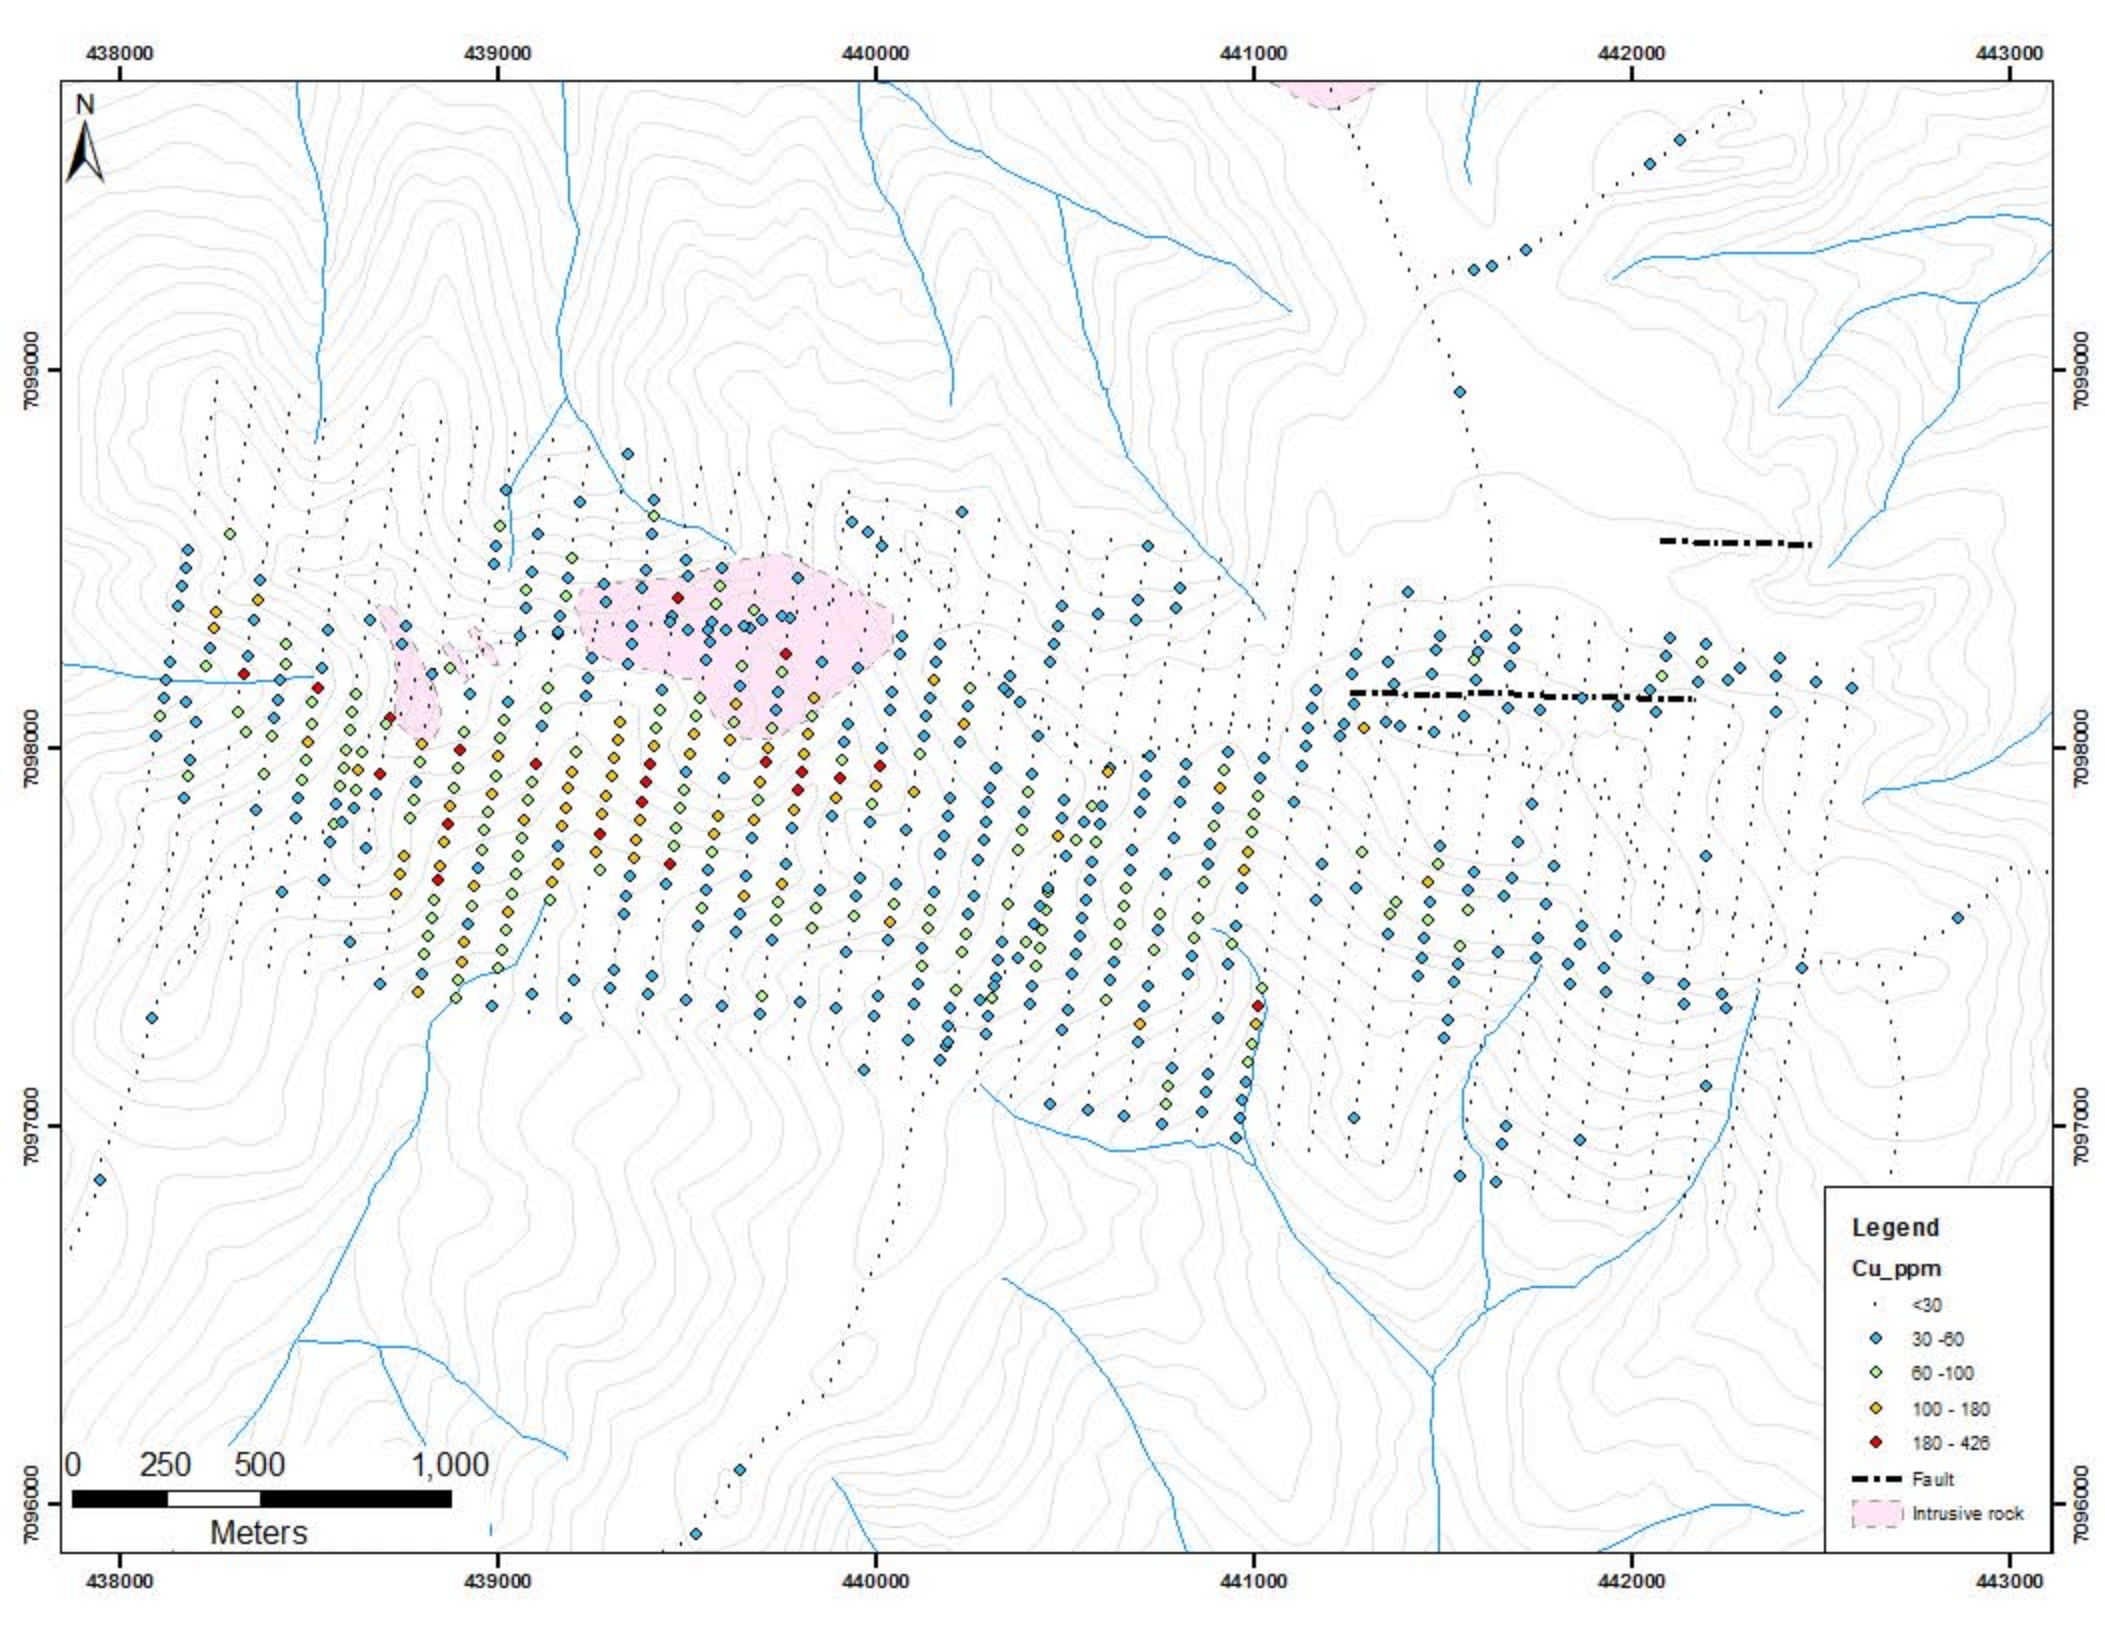 438000 439000 440000 441000 442000 443000
N
7099000 7099000
7098000 7098000
7097000 7097000
7096000 7096000
Legend
Cu_ppm
<30
30 -60
60 -100
100 - 180
180 - 426
Fault
Intrusive rock
0 250 500 1,000
Meters
438000 439000 440000 441000 442000 443000